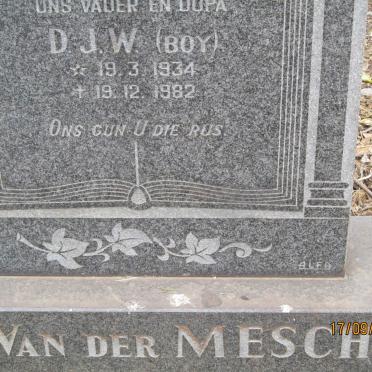 ONS VADER EN OUPA
D.J.W. (BOY)
☆ 19.3.1934
✝ 19.12.1982
ONS GUN U DIE RUS
VAN DER MESCH
17/09/